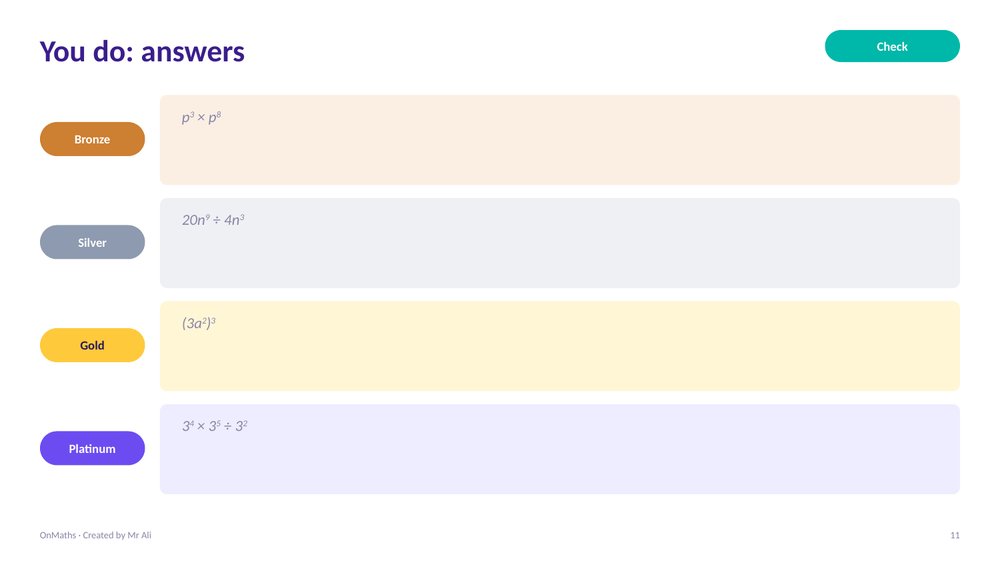 You do: answers
Check
Bronze
p³ × p⁸
Silver
20n⁹ ÷ 4n³
Gold
(3a²)³
Platinum
3⁴ × 3⁵ ÷ 3²
OnMaths · Created by Mr Ali
11